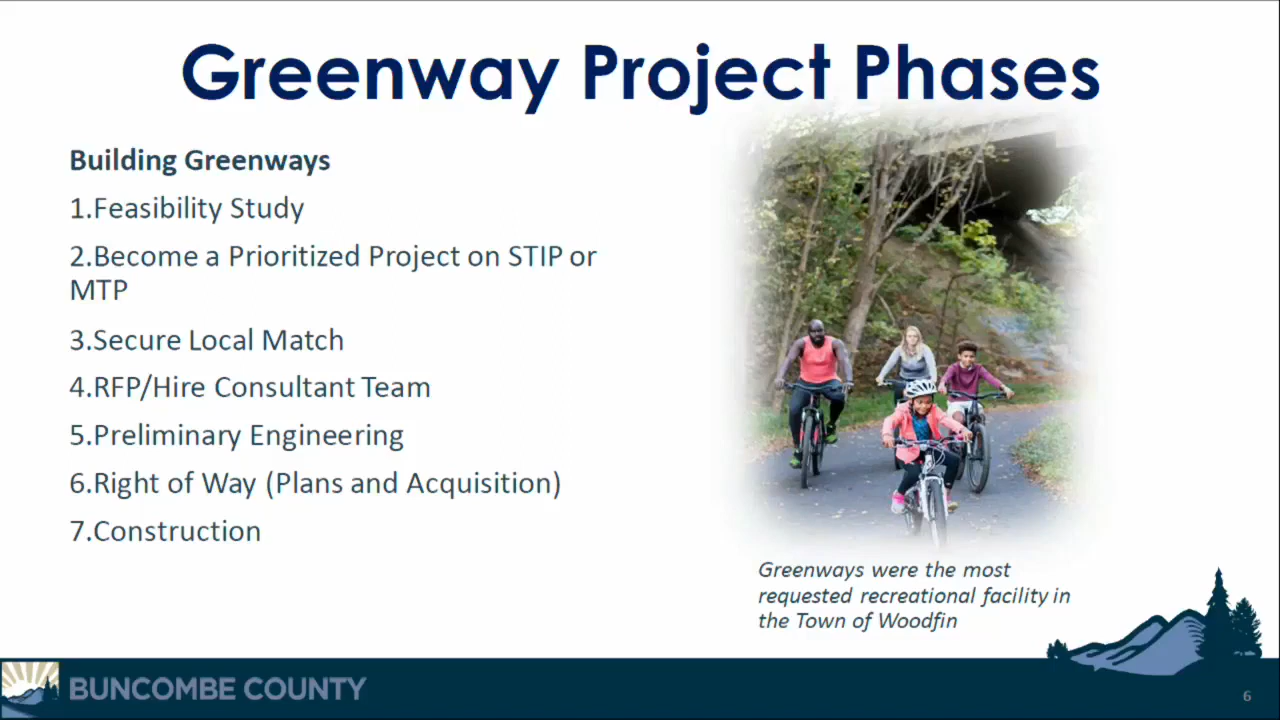 Greenway Project Phases
Building Greenways
1.Feasibility Study
2.Become a Prioritized Project on STIP or
MTP
3.Secure Local Match
4.RFP/Hire Consultant Team
5.Preliminary Engineering
6.Right of Way (Plans and Acquisition)
7.Construction
Greenways were the most
requested recreational facility in
the Town of Woodfin
BUNCOMBE COUNTY
6